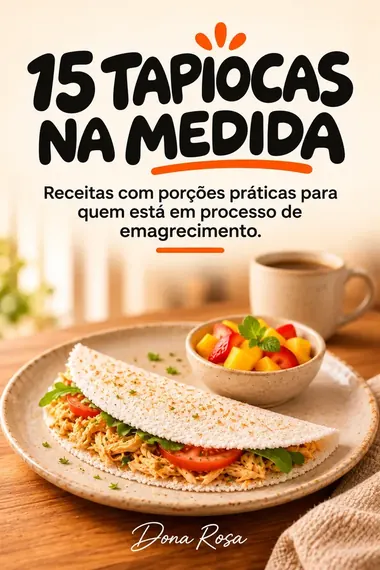 15 TAPIOCAS
NA MEDIDA
Receitas com porções práticas para
quem está em processo de
emagrecimento.
Dona Rosa